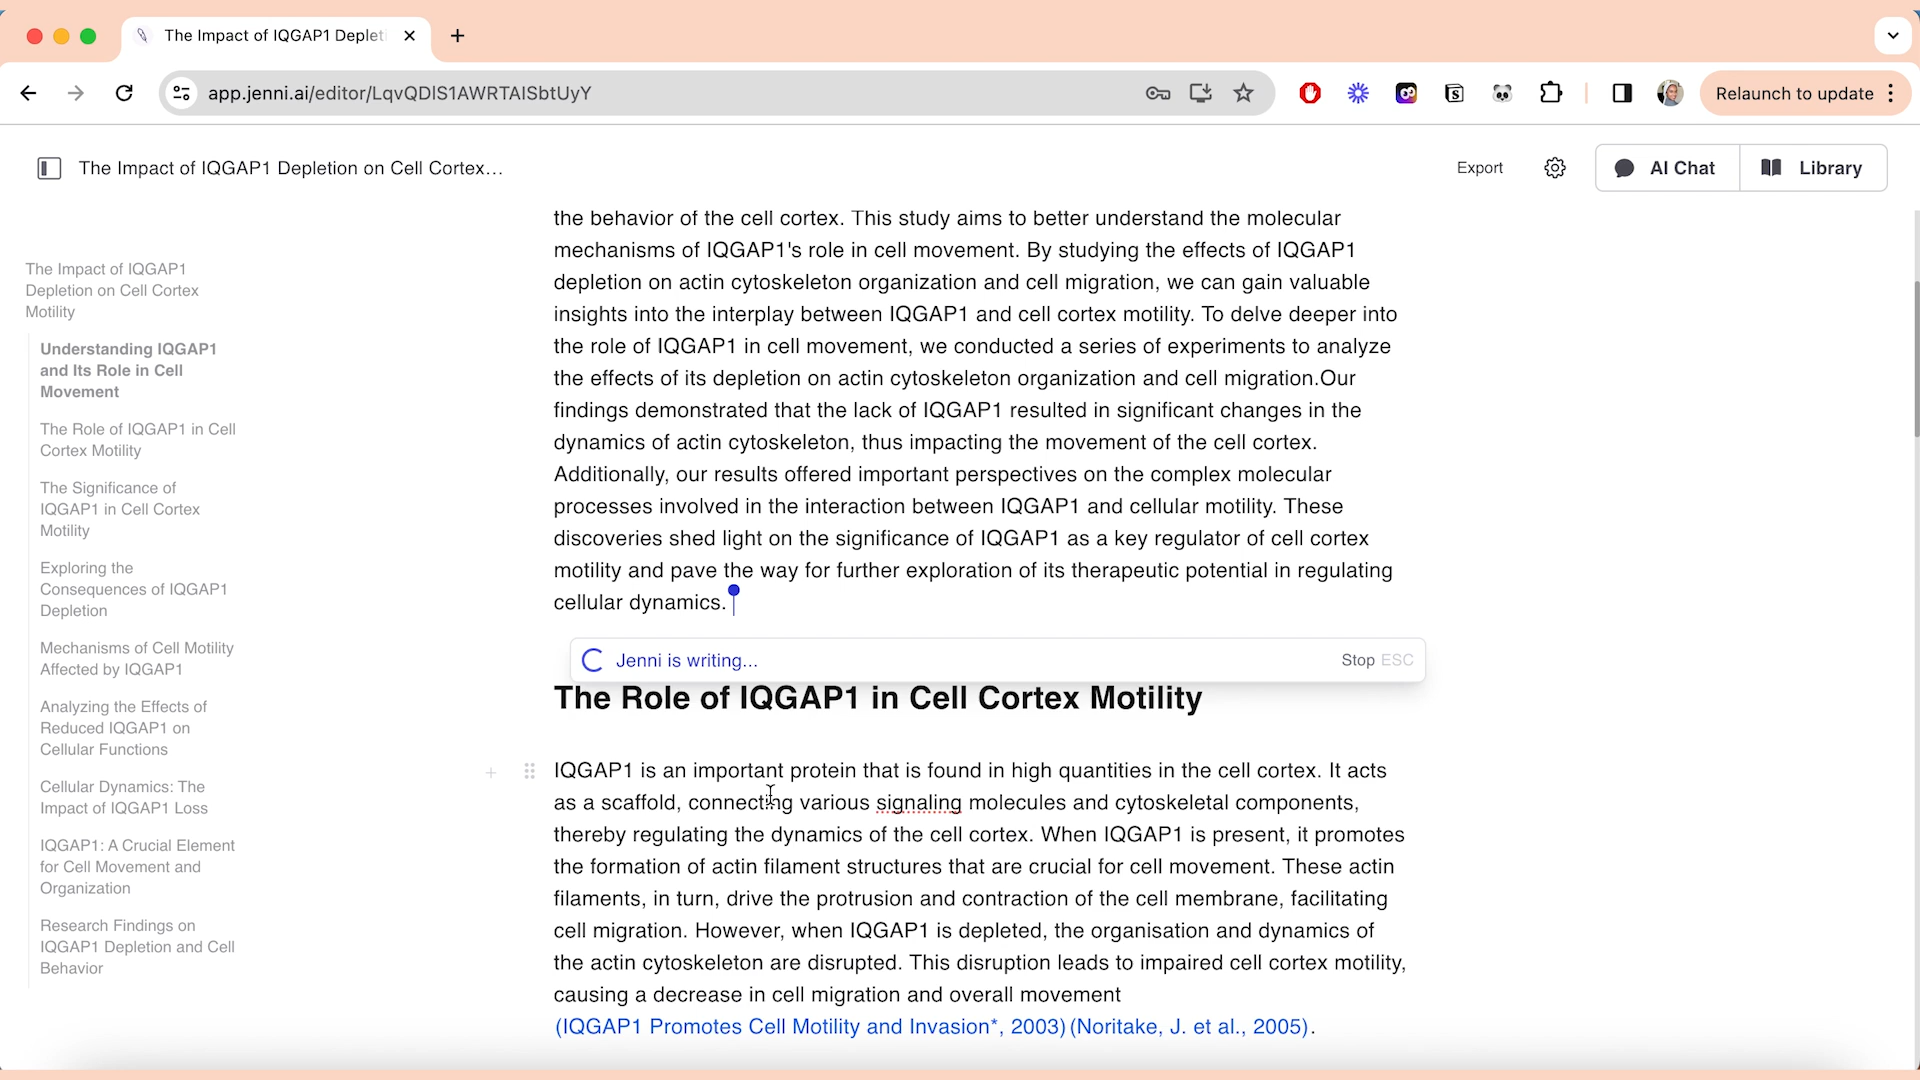 The Impact of IQGAP1 Deplet
app.jenni.ai/editor/LqvQDIS1AWRTAISbtUyY
Relaunch to update
The Impact of IQGAP1 Depletion on Cell Cortex...
Export
AI Chat
Library
The Impact of IQGAP1
Depletion on Cell Cortex
Motility
Understanding IQGAP1
and Its Role in Cell
Movement
The Role of IQGAP1 in Cell
Cortex Motility
The Significance of
IQGAP1 in Cell Cortex
Motility
Exploring the
Consequences of IQGAP1
Depletion
Mechanisms of Cell Motility
Affected by IQGAP1
Analyzing the Effects of
Reduced IQGAP1 on
Cellular Functions
Cellular Dynamics: The
Impact of IQGAP1 Loss
IQGAP1: A Crucial Element
for Cell Movement and
Organization
Research Findings on
IQGAP1 Depletion and Cell
Behavior
the behavior of the cell cortex. This study aims to better understand the molecular
mechanisms of IQGAP1's role in cell movement. By studying the effects of IQGAP1
depletion on actin cytoskeleton organization and cell migration, we can gain valuable
insights into the interplay between IQGAP1 and cell cortex motility. To delve deeper into
the role of IQGAP1 in cell movement, we conducted a series of experiments to analyze
the effects of its depletion on actin cytoskeleton organization and cell migration.Our
findings demonstrated that the lack of IQGAP1 resulted in significant changes in the
dynamics of actin cytoskeleton, thus impacting the movement of the cell cortex.
Additionally, our results offered important perspectives on the complex molecular
processes involved in the interaction between IQGAP1 and cellular motility. These
discoveries shed light on the significance of IQGAP1 as a key regulator of cell cortex
motility and pave the way for further exploration of its therapeutic potential in regulating
cellular dynamics.
Jenni is writing...
Stop ESC
The Role of IQGAP1 in Cell Cortex Motility
IQGAP1 is an important protein that is found in high quantities in the cell cortex. It acts
as a scaffold, connecting various signaling molecules and cytoskeletal components,
thereby regulating the dynamics of the cell cortex. When IQGAP1 is present, it promotes
the formation of actin filament structures that are crucial for cell movement. These actin
filaments, in turn, drive the protrusion and contraction of the cell membrane, facilitating
cell migration. However, when IQGAP1 is depleted, the organisation and dynamics of
the actin cytoskeleton are disrupted. This disruption leads to impaired cell cortex motility,
causing a decrease in cell migration and overall movement
(IQGAP1 Promotes Cell Motility and Invasion*, 2003)(Noritake, J. et al., 2005).